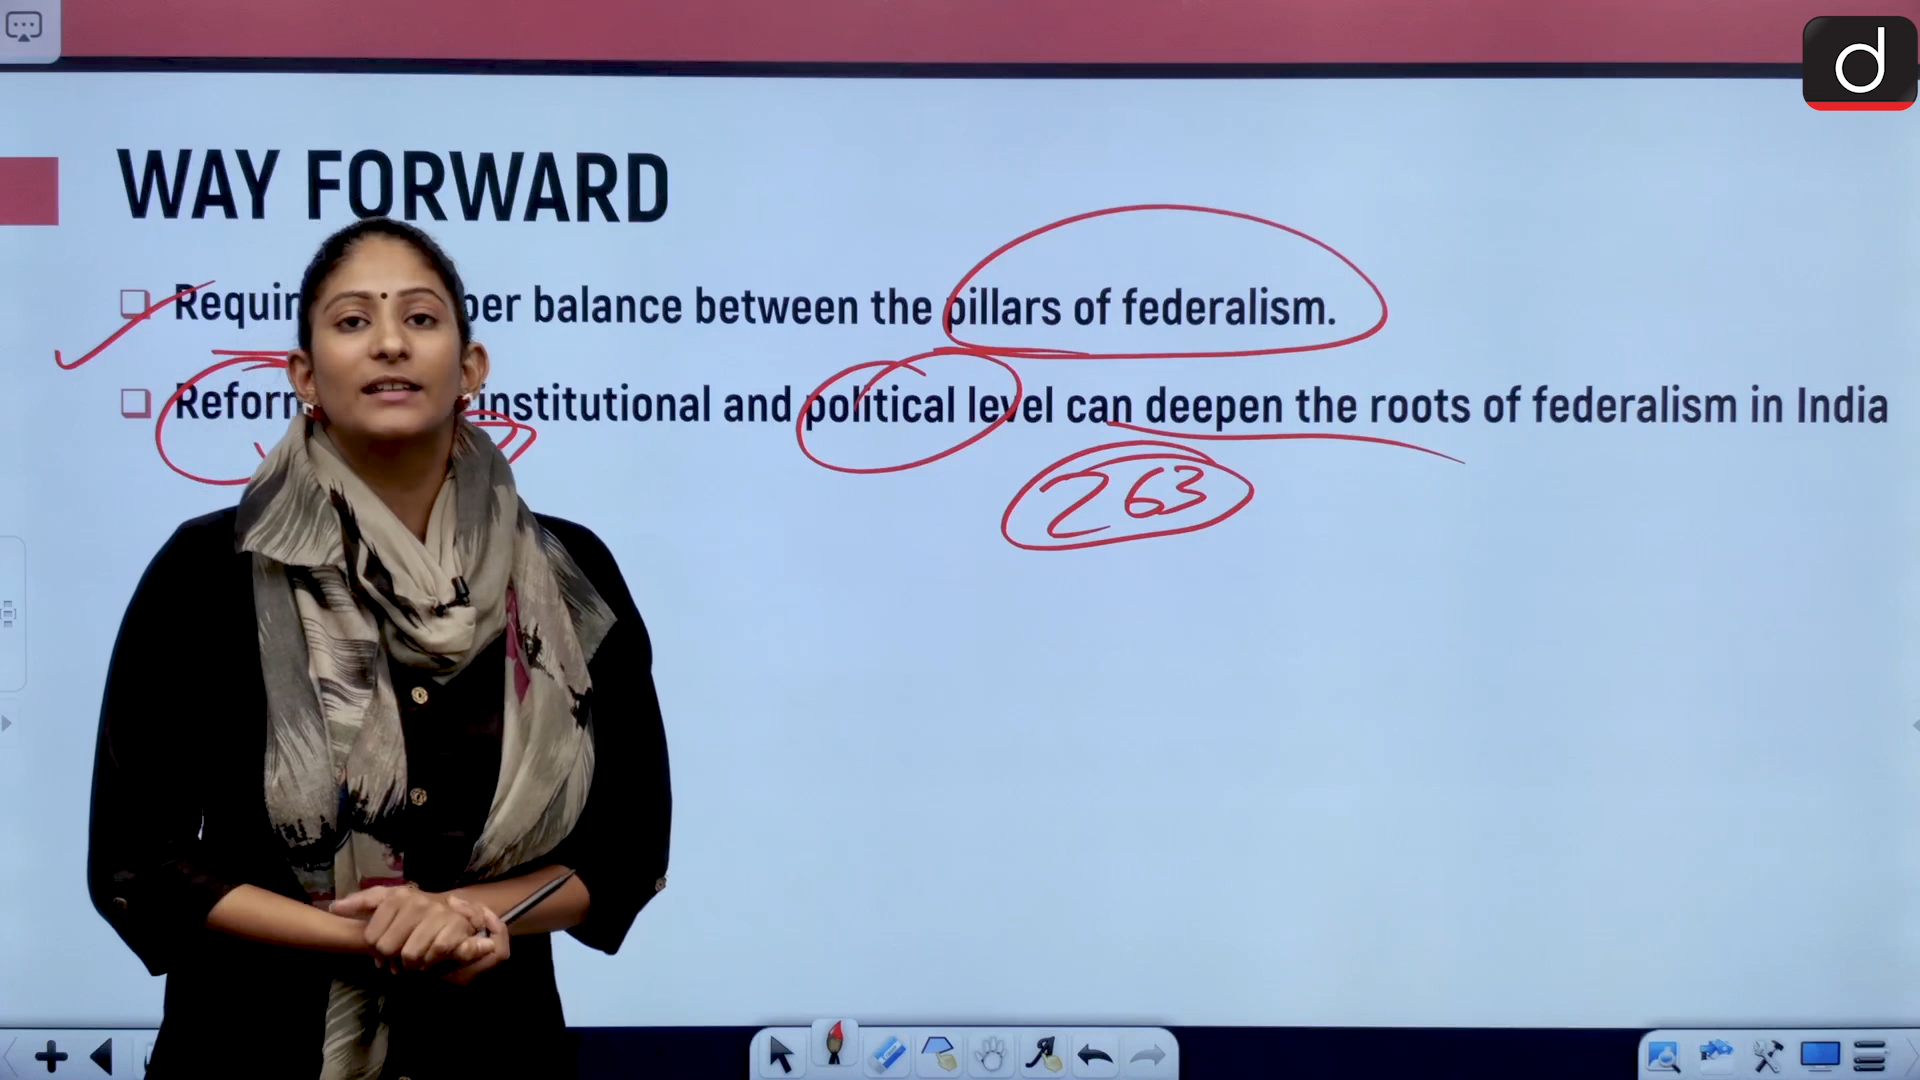 d
WAY FORWARD
Requir per balance between the pillars of federalism.
Reform institutional and political level can deepen the roots of federalism in India
263